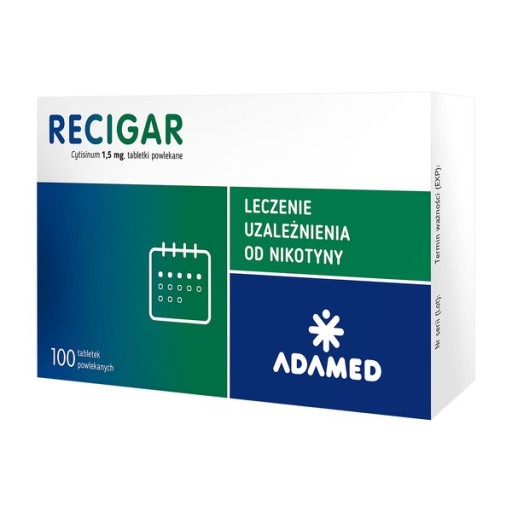 RECIGAR
Cytisinum 1,5 mg, tabletki powlekane
LECZENIE
UZALEŻNIENIA
OD NIKOTYNY
100 tabletek
powlekanych
ADAMED
Nr serii (Lot):
Termin ważności (EXP):